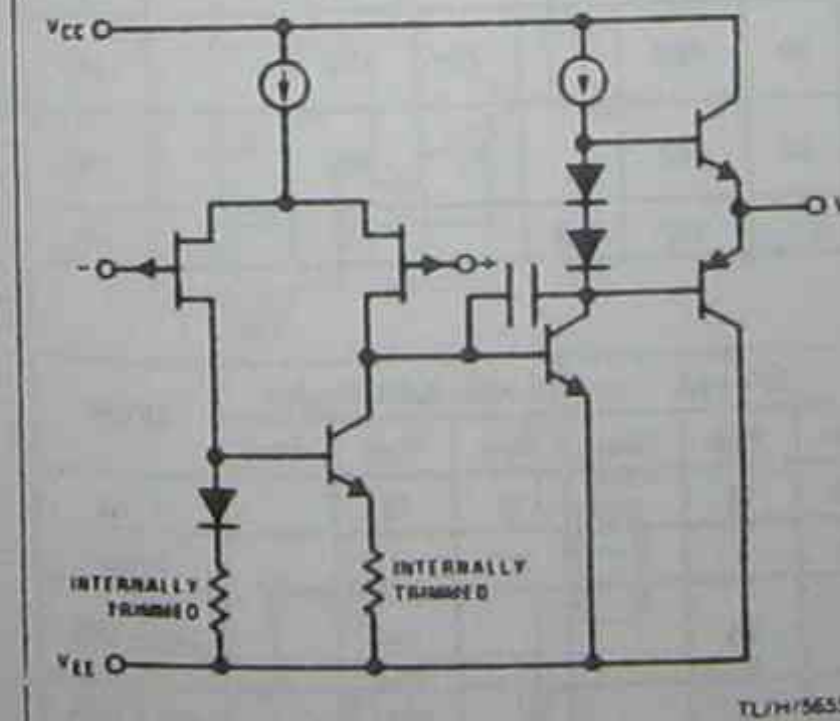 VCC
V
-
+
INTERNALLY
TRIMMED
INTERNALLY
TRIMMED
VEE
TL/H/565